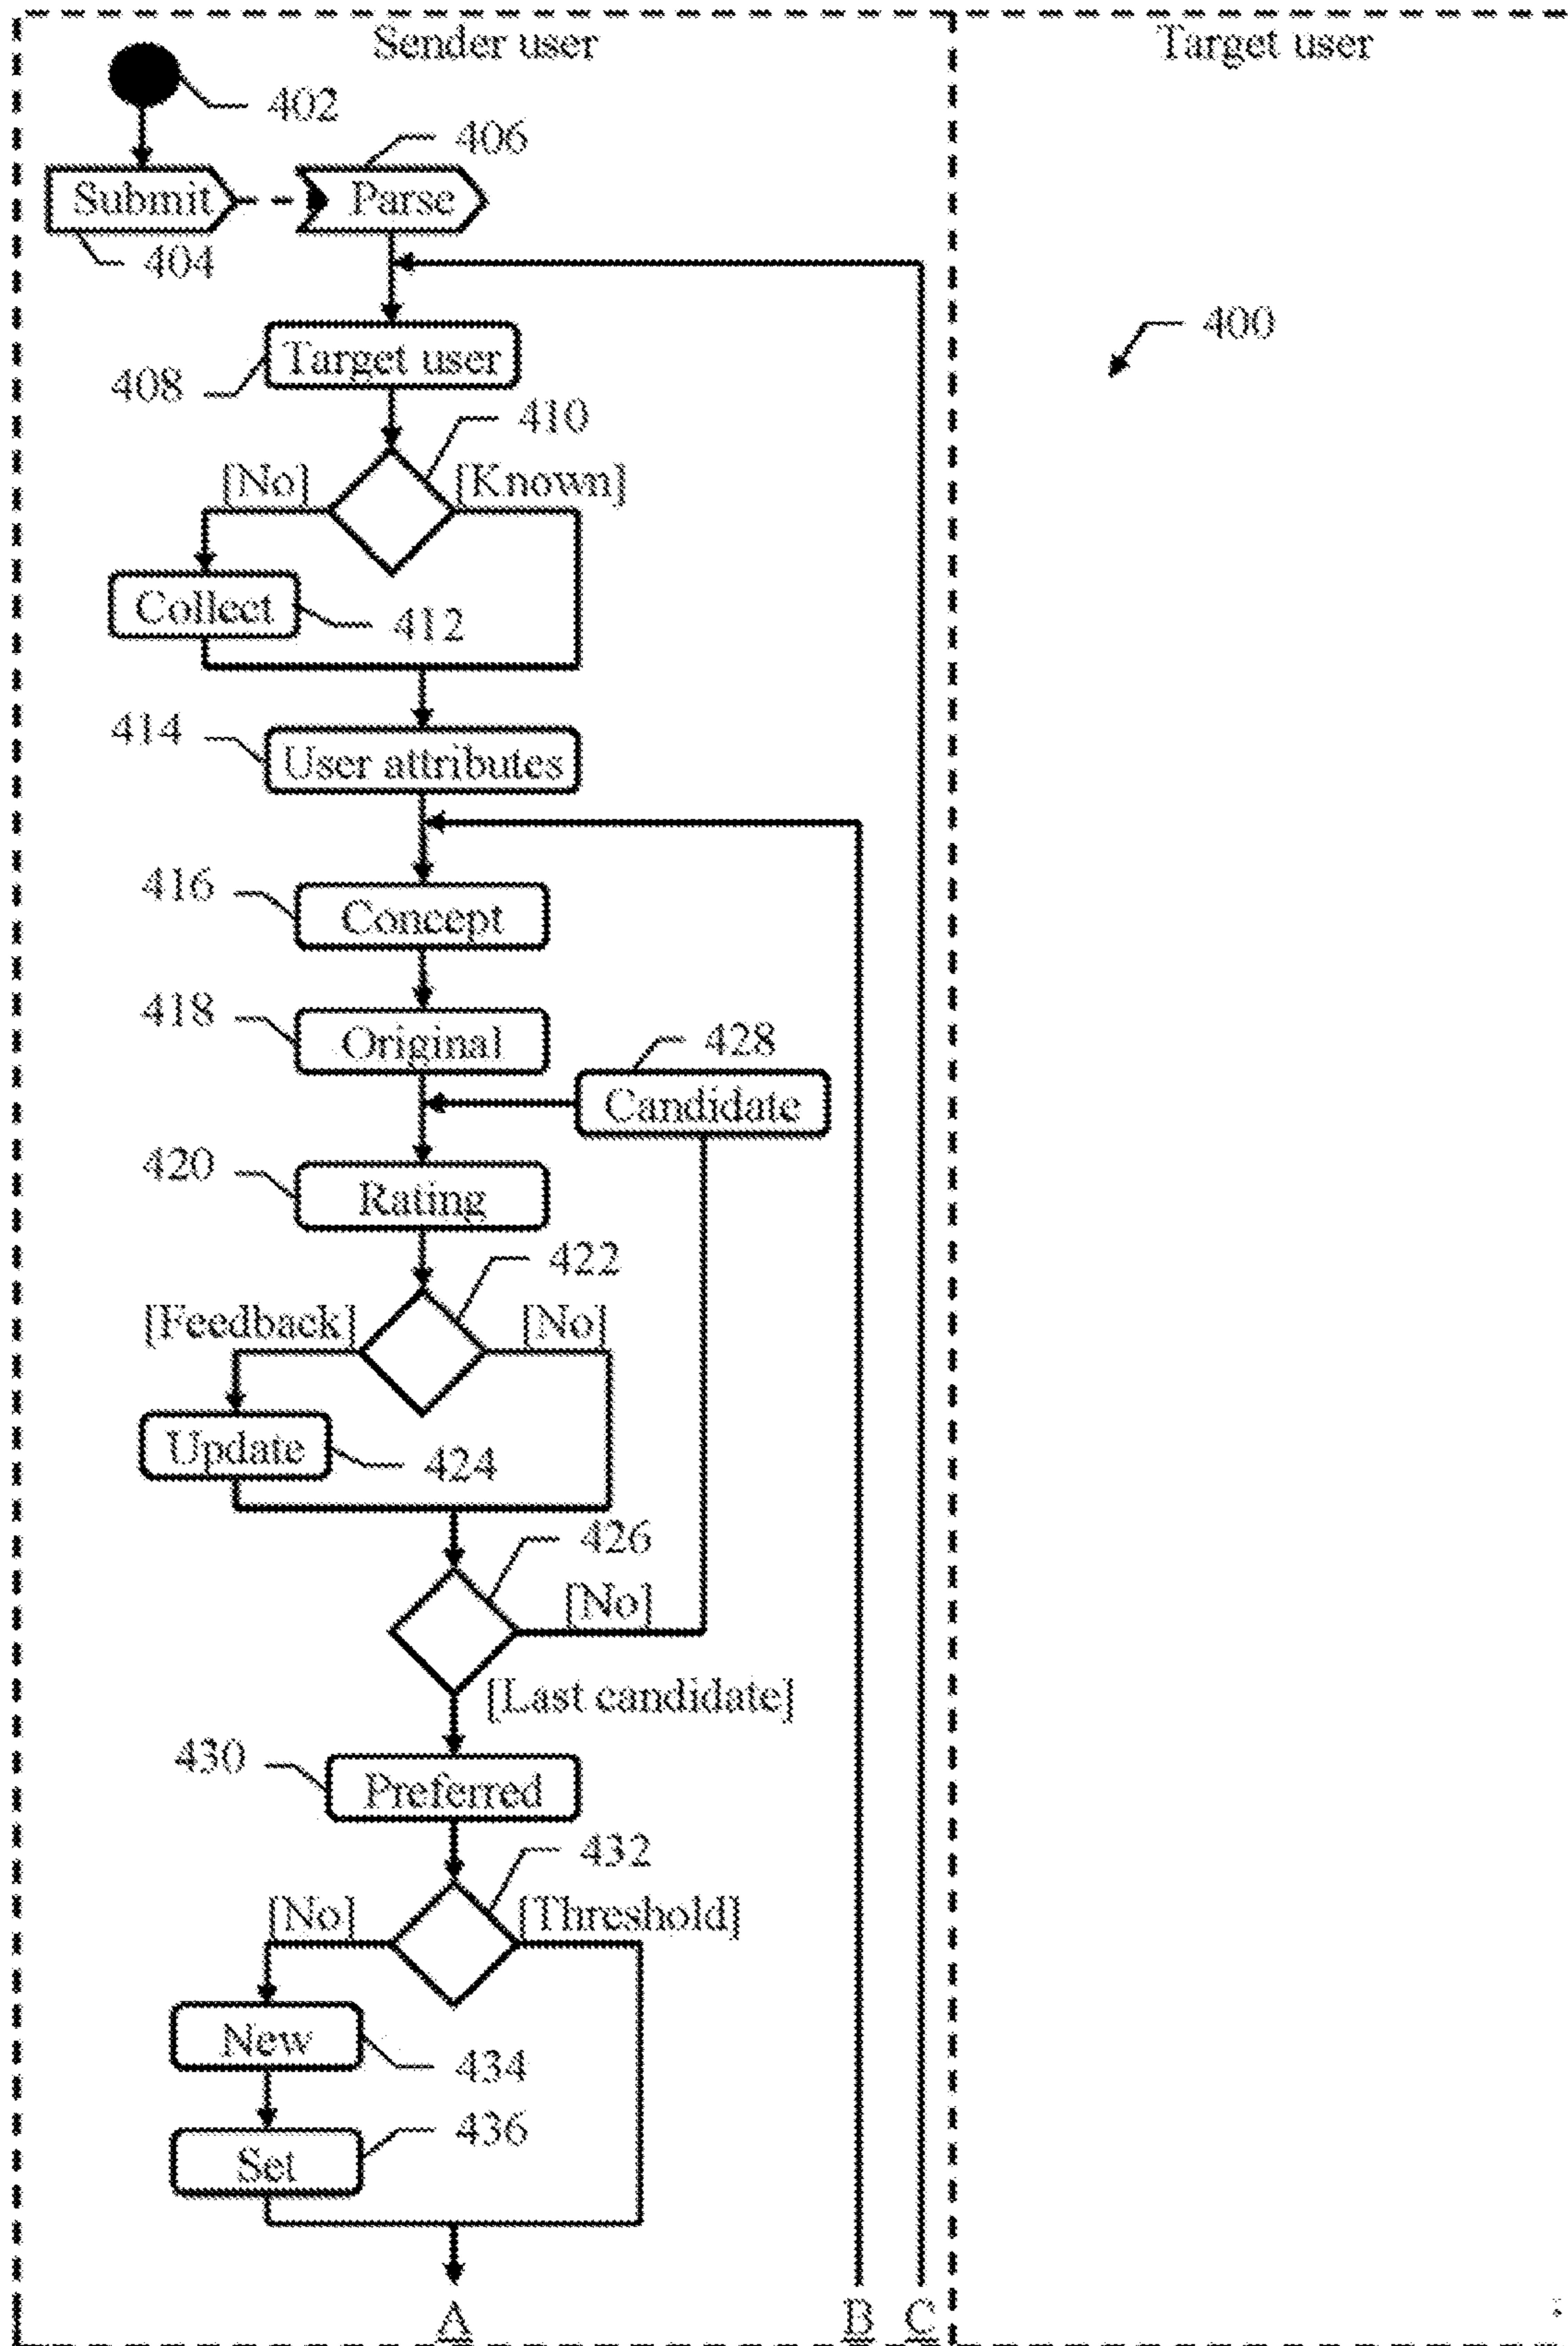 Sender user
Target user
402
406
Submit
Parse
404
400
Target user
408
410
[No]
[Known]
Collect
412
414
User attributes
416
Concept
418
Original
428
Candidate
420
Rating
422
[Feedback]
[No]
Update
424
426
[No]
[Last candidate]
430
Preferred
432
[No]
[Threshold]
New
434
436
Set
A
B
C